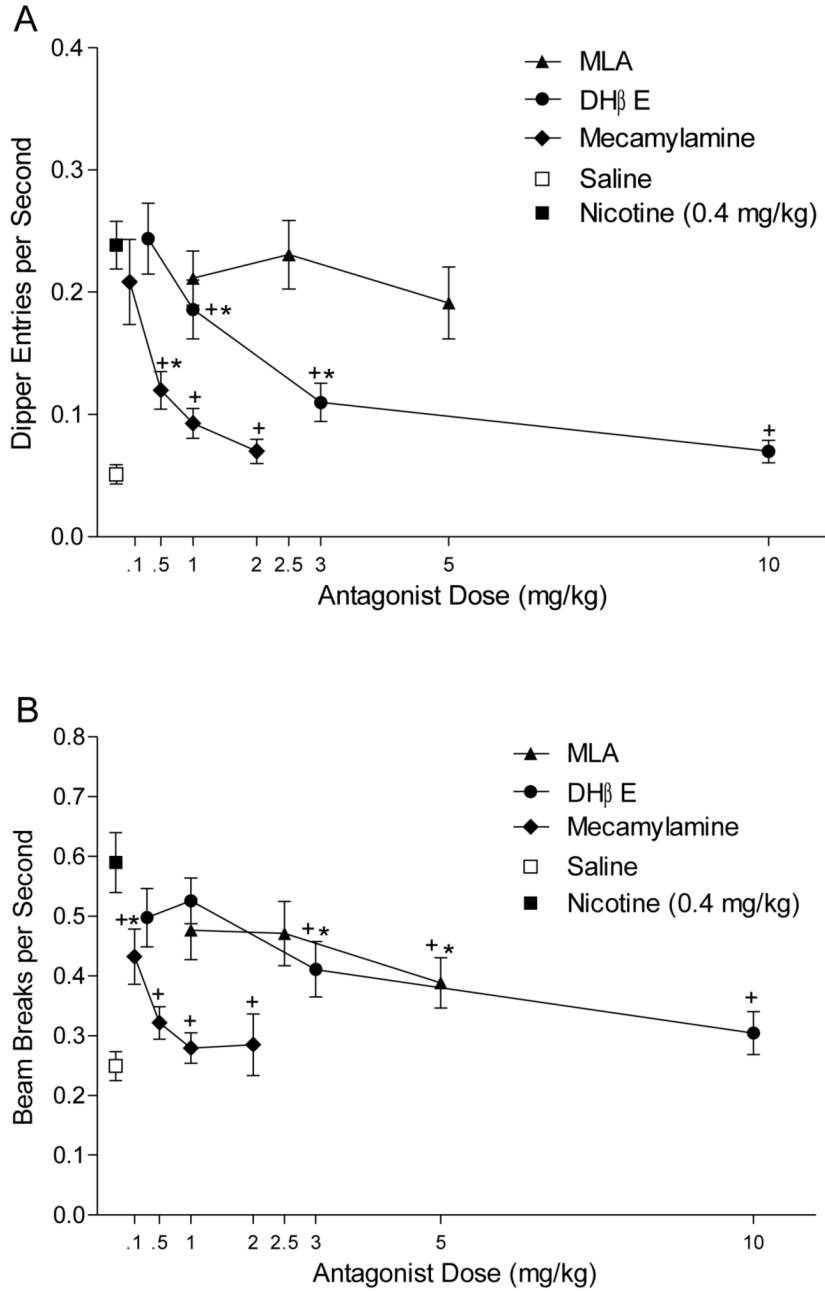 A
0.4
0.3
0.2
0.1
0.0
Dipper Entries per Second
MLA
DHβ E
Mecamylamine
Saline
Nicotine (0.4 mg/kg)
+*
+*
+
+
+*
+
.1 .5 1 2 2.5 3 5 10
Antagonist Dose (mg/kg)
B
0.8
0.7
0.6
0.5
0.4
0.3
0.2
0.1
0.0
Beam Breaks per Second
MLA
DHβ E
Mecamylamine
Saline
Nicotine (0.4 mg/kg)
+*
+*
+*
+
+
+
+
.1 .5 1 2 2.5 3 5 10
Antagonist Dose (mg/kg)